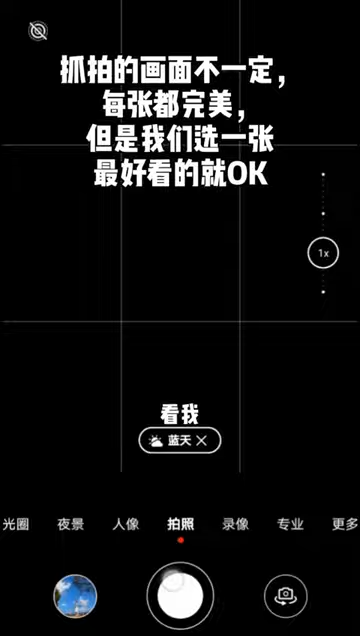 抓拍的画面不一定，
每张都完美，
但是我们选一张
最好看的就OK
1x
看我
蓝天
光圈 夜景 人像 拍照 录像 专业 更多